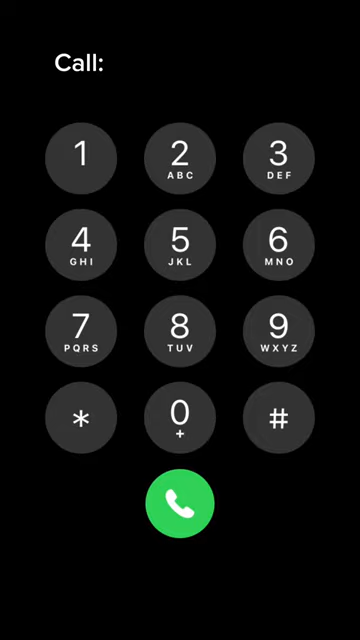 Call:
1 2 3
ABC DEF
4 5 6
GHI JKL MNO
7 8 9
PQRS TUV WXYZ
* 0 #
+